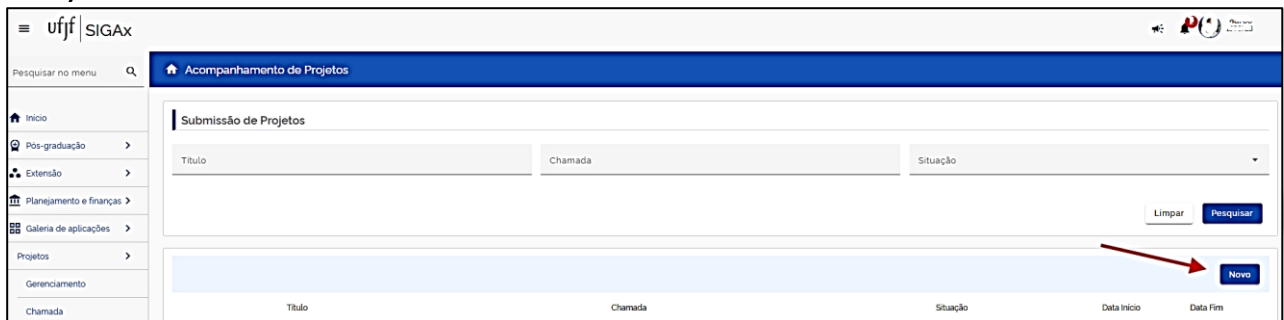 ufjf SIGAx
Pesquisar no menu
Acompanhamento de Projetos
Início
Submissão de Projetos
Pós-graduação
Título Chamada Situação
Extensão
Planejamento e finanças
Limpar Pesquisar
Galeria de aplicações
Projetos
Novo
Gerenciamento
Título Chamada Situação Data Início Data Fim
Chamada